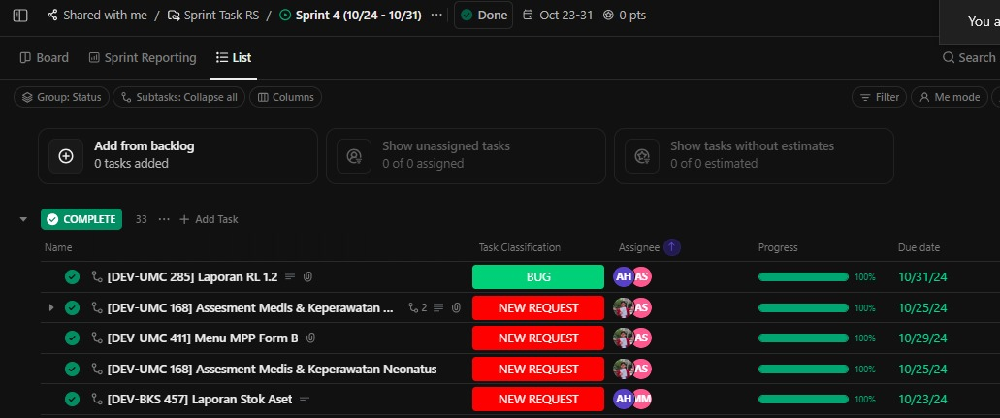 Shared with me / Sprint Task RS / Sprint 4 (10/24 - 10/31) ... Done Oct 23-31 0 pts
You a
Board Sprint Reporting List Search
Group: Status Subtasks: Collapse all Columns Filter Me mode
Add from backlog
0 tasks added
Show unassigned tasks
0 of 0 assigned
Show tasks without estimates
0 of 0 estimated
COMPLETE 33 ... + Add Task
Name Task Classification Assignee Progress Due date
[DEV-UMC 285] Laporan RL 1.2 BUG AH AS 100% 10/31/24
[DEV-UMC 168] Assesment Medis & Keperawatan ... 2 NEW REQUEST AS 100% 10/25/24
[DEV-UMC 411] Menu MPP Form B NEW REQUEST AS 100% 10/29/24
[DEV-UMC 168] Assesment Medis & Keperawatan Neonatus NEW REQUEST AS 100% 10/25/24
[DEV-BKS 457] Laporan Stok Aset NEW REQUEST AH MM 100% 10/23/24